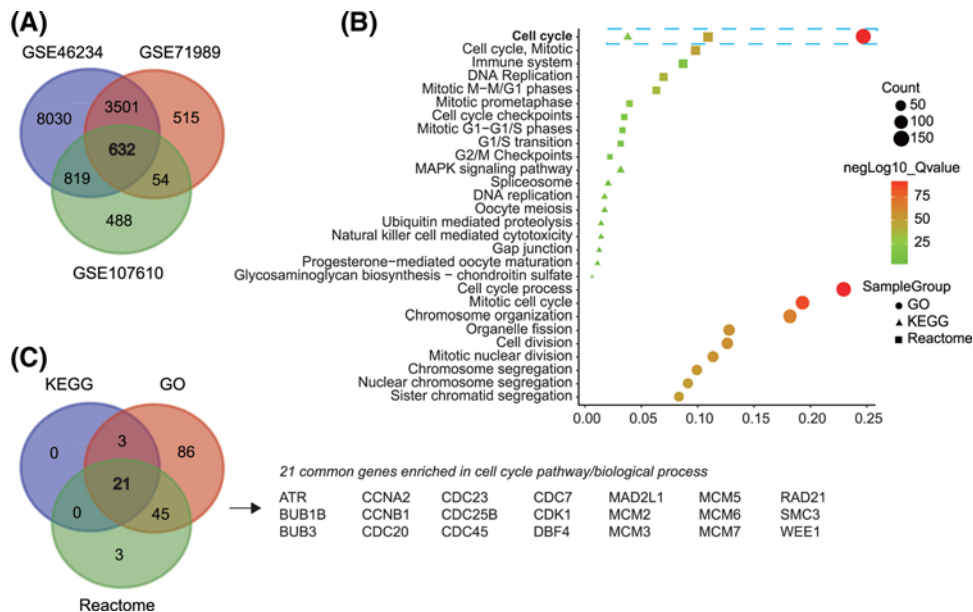 (A)
GSE46234
GSE71989
8030
3501
515
632
819
54
488
GSE107610
(B)
Cell cycle
Cell cycle, Mitotic
Immune system
DNA Replication
Mitotic M−M/G1 phases
Mitotic prometaphase
Cell cycle checkpoints
Mitotic G1−G1/S phases
G1/S transition
G2/M Checkpoints
MAPK signaling pathway
Spliceosome
DNA replication
Oocyte meiosis
Ubiquitin mediated proteolysis
Natural killer cell mediated cytotoxicity
Gap junction
Progesterone−mediated oocyte maturation
Glycosaminoglycan biosynthesis − chondroitin sulfate
Cell cycle process
Mitotic cell cycle
Chromosome organization
Organelle fission
Cell division
Mitotic nuclear division
Chromosome segregation
Nuclear chromosome segregation
Sister chromatid segregation
0.00 0.05 0.10 0.15 0.20 0.25
Count
50
100
150
negLog10_Qvalue
75
50
25
SampleGroup
GO
KEGG
Reactome
(C)
KEGG
GO
0
3
86
21
0
45
3
Reactome
21 common genes enriched in cell cycle pathway/biological process
ATR CCNA2 CDC23 CDC7 MAD2L1 MCM5 RAD21
BUB1B CCNB1 CDC25B CDK1 MCM2 MCM6 SMC3
BUB3 CDC20 CDC45 DBF4 MCM3 MCM7 WEE1